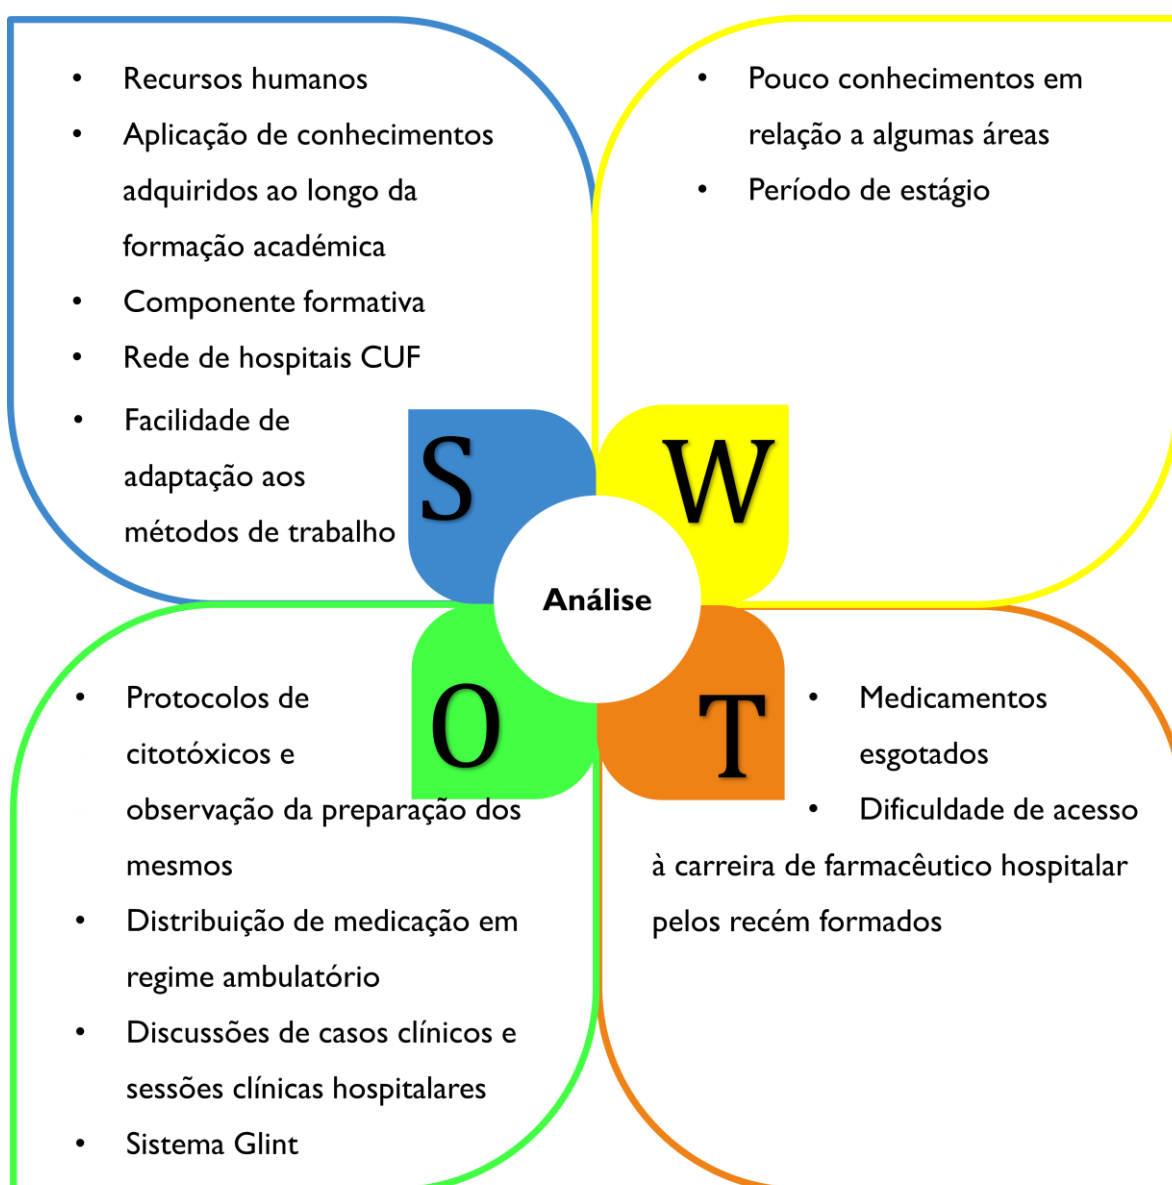 • Recursos humanos
• Aplicação de conhecimentos
adquiridos ao longo da
formação académica
• Componente formativa
• Rede de hospitais CUF
• Facilidade de
adaptação aos
métodos de trabalho
S
• Pouco conhecimentos em
relação a algumas áreas
• Período de estágio
W
Análise
O
• Protocolos de
citotóxicos e
observação da preparação dos
mesmos
• Distribuição de medicação em
regime ambulatório
• Discussões de casos clínicos e
sessões clínicas hospitalares
• Sistema Glint
T
• Medicamentos
esgotados
• Dificuldade de acesso
à carreira de farmacêutico hospitalar
pelos recém formados